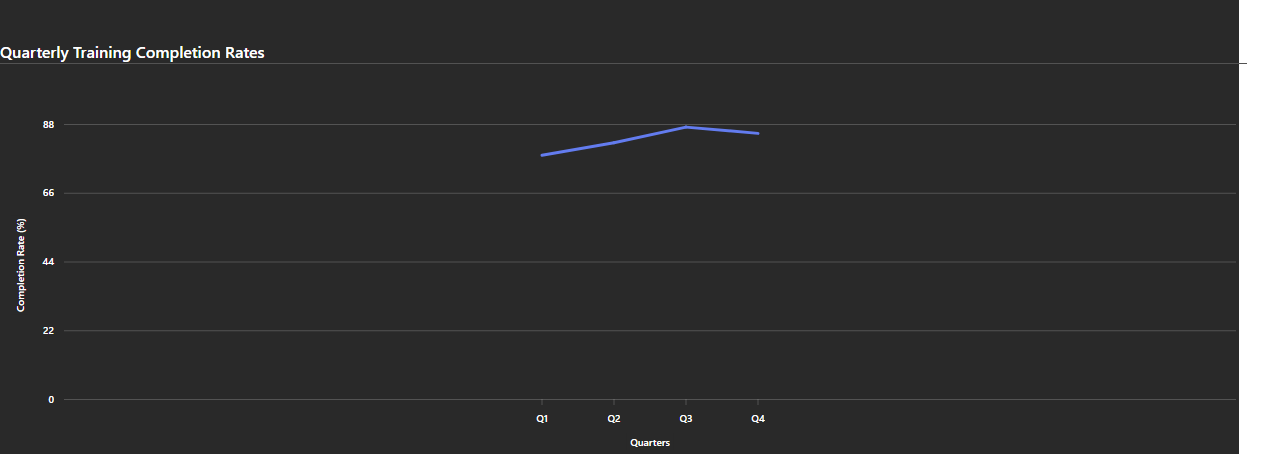 Quarterly Training Completion Rates
88
66
44
22
0
Completion Rate (%)
Q1 Q2 Q3 Q4
Quarters